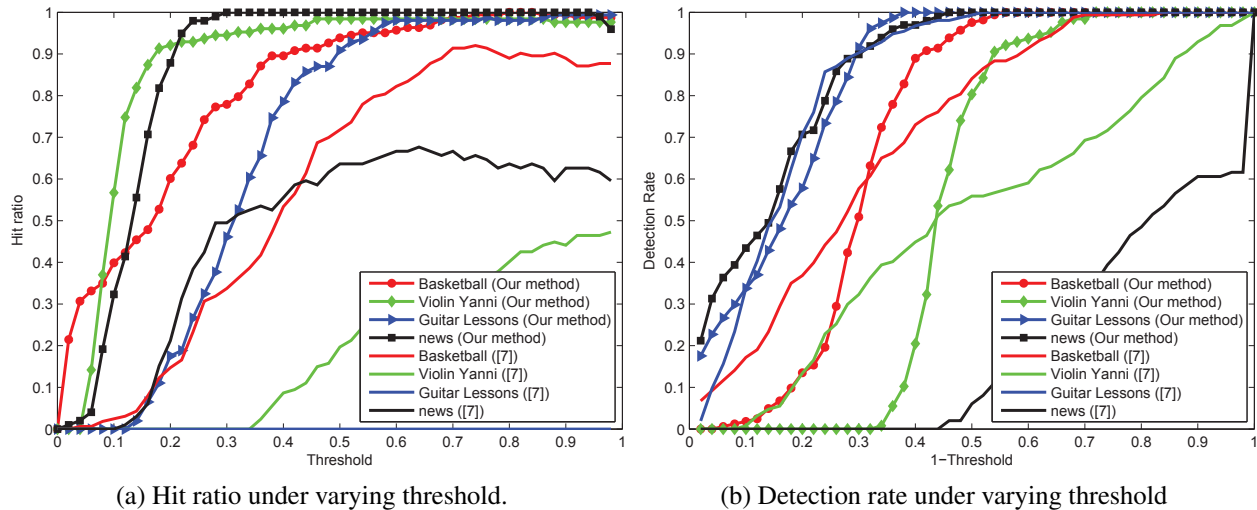 1
0.9
0.8
0.7
0.6
0.5
0.4
0.3
0.2
0.1
0
Hit ratio
0 0.1 0.2 0.3 0.4 0.5 0.6 0.7 0.8 0.9 1
Threshold
Basketball (Our method)
Violin Yanni (Our method)
Guitar Lessons (Our method)
news (Our method)
Basketball ([7])
Violin Yanni ([7])
Guitar Lessons ([7])
news ([7])
(a) Hit ratio under varying threshold.
1
0.9
0.8
0.7
0.6
0.5
0.4
0.3
0.2
0.1
0
Detection Rate
0 0.1 0.2 0.3 0.4 0.5 0.6 0.7 0.8 0.9 1
1−Threshold
Basketball (Our method)
Violin Yanni (Our method)
Guitar Lessons (Our method)
news (Our method)
Basketball ([7])
Violin Yanni ([7])
Guitar Lessons ([7])
news ([7])
(b) Detection rate under varying threshold